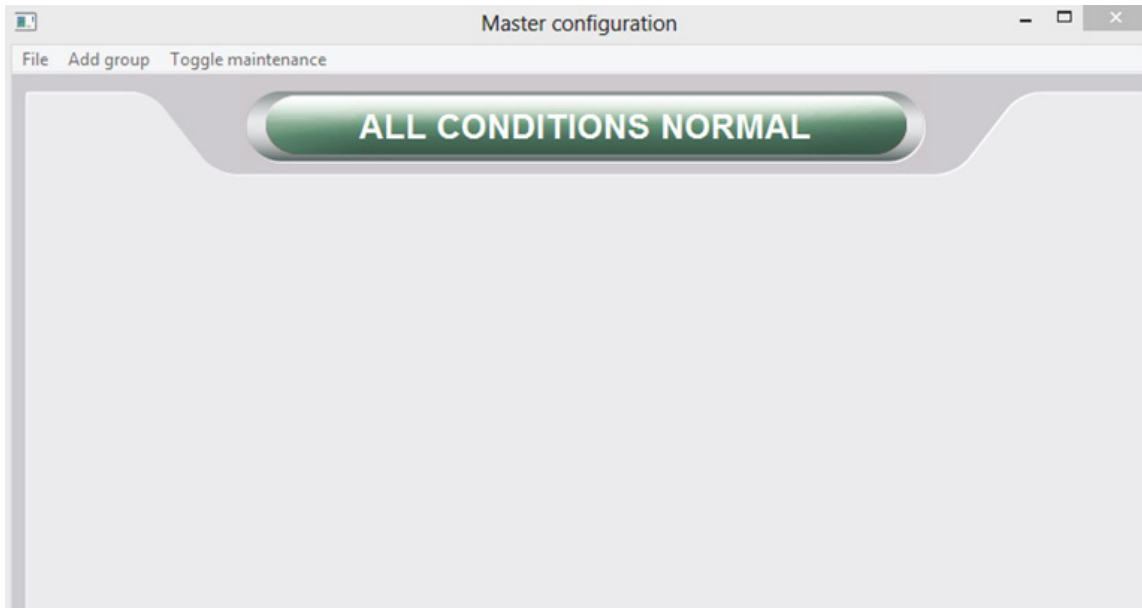 Master configuration
File Add group Toggle maintenance
ALL CONDITIONS NORMAL